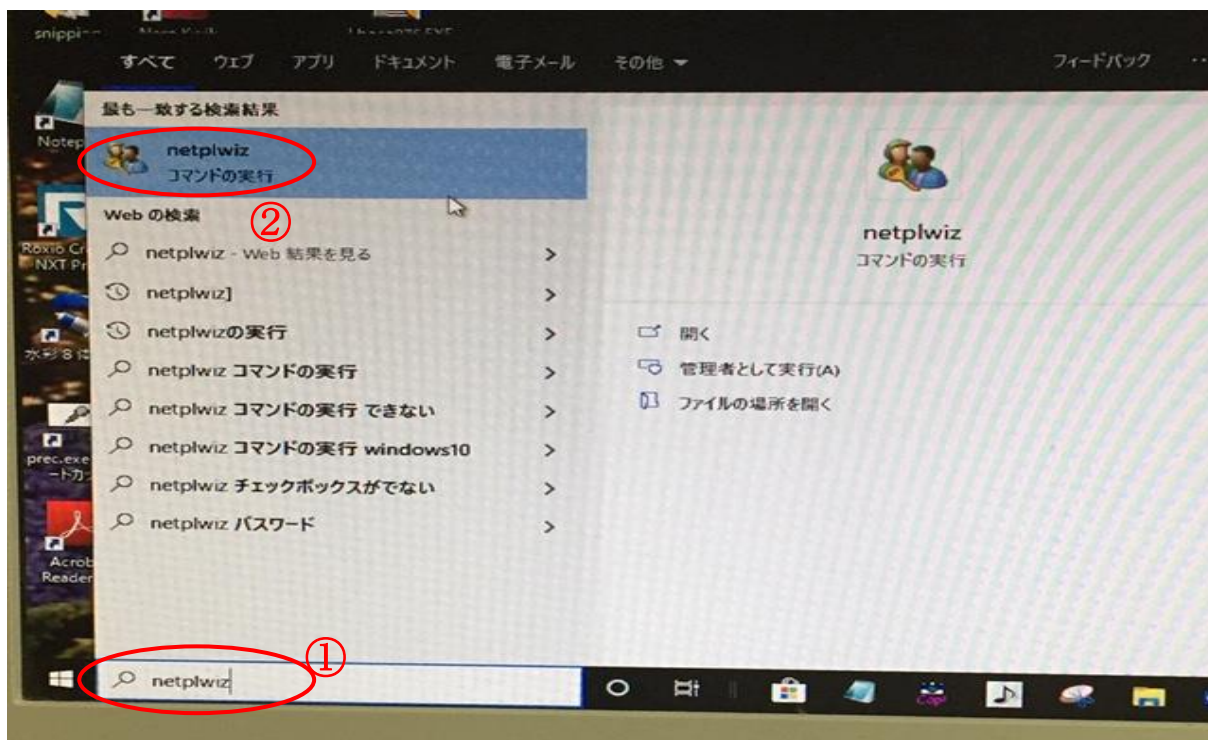 snippi
すべて ウェブ アプリ ドキュメント 電子メール その他 フィードバック ...
最も一致する検索結果
Notep
netplwiz
コマンドの実行
②
Web の検索
Roxio Cr
NXT Pr
netplwiz - Web 結果を見る
netplwiz]
netplwizの実行
水彩 8
netplwiz コマンドの実行
netplwiz コマンドの実行 できない
netplwiz コマンドの実行 windows10
prec.exe
netplwiz チェックボックスがでない
netplwiz パスワード
Acrob
Reader
netplwiz
コマンドの実行
開く
管理者として実行(A)
ファイルの場所を開く
①
netplwiz